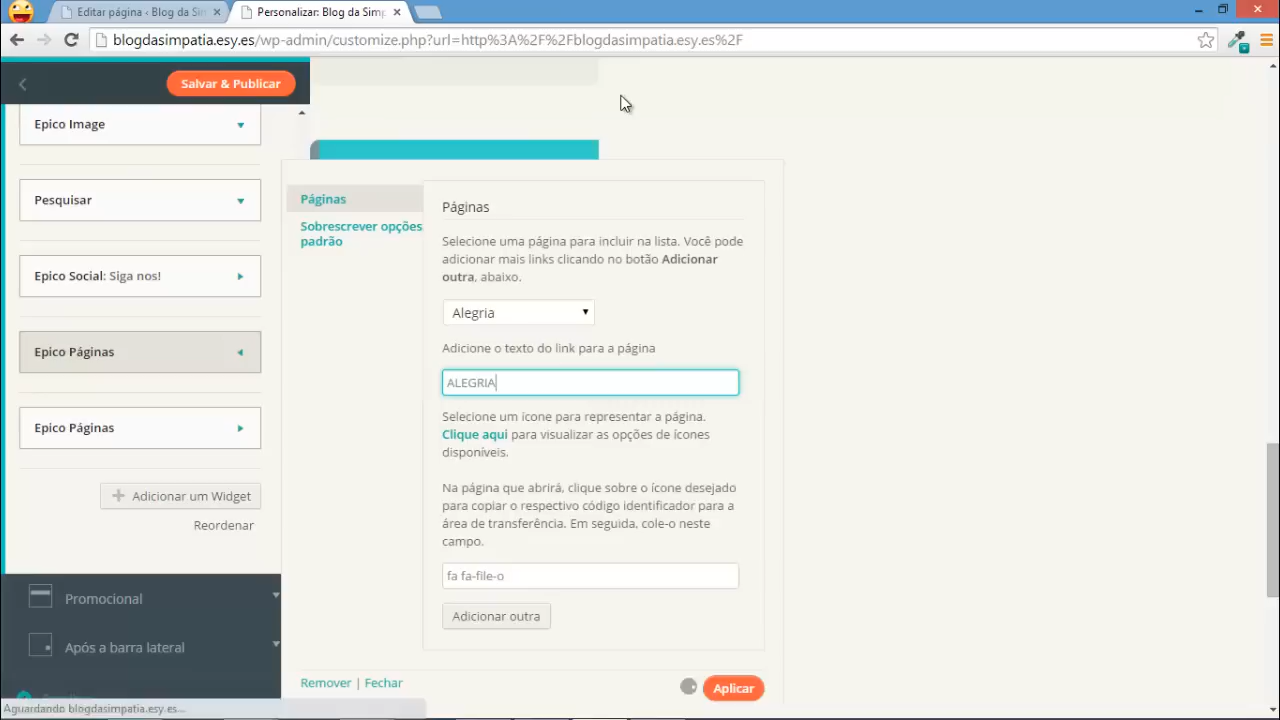 Editar página ‹ Blog da Sim
Personalizar: Blog da Simp
blogdasimpatia.esy.es/wp-admin/customize.php?url=http%3A%2F%2Fblogdasimpatia.esy.es%2F
Salvar & Publicar
Epico Image
Pesquisar
Epico Social: Siga nos!
Epico Páginas
Epico Páginas
Adicionar um Widget
Reordenar
Promocional
Após a barra lateral
Aguardando blogdasimpatia.esy.es...
Páginas
Sobrescrever opções
padrão
Páginas
Selecione uma página para incluir na lista. Você pode
adicionar mais links clicando no botão Adicionar
outra, abaixo.
Alegria
Adicione o texto do link para a página
ALEGRIA
Selecione um ícone para representar a página.
Clique aqui para visualizar as opções de ícones
disponíveis.
Na página que abrirá, clique sobre o ícone desejado
para copiar o respectivo código identificador para a
área de transferência. Em seguida, cole-o neste
campo.
fa fa-file-o
Adicionar outra
Remover | Fechar
Aplicar